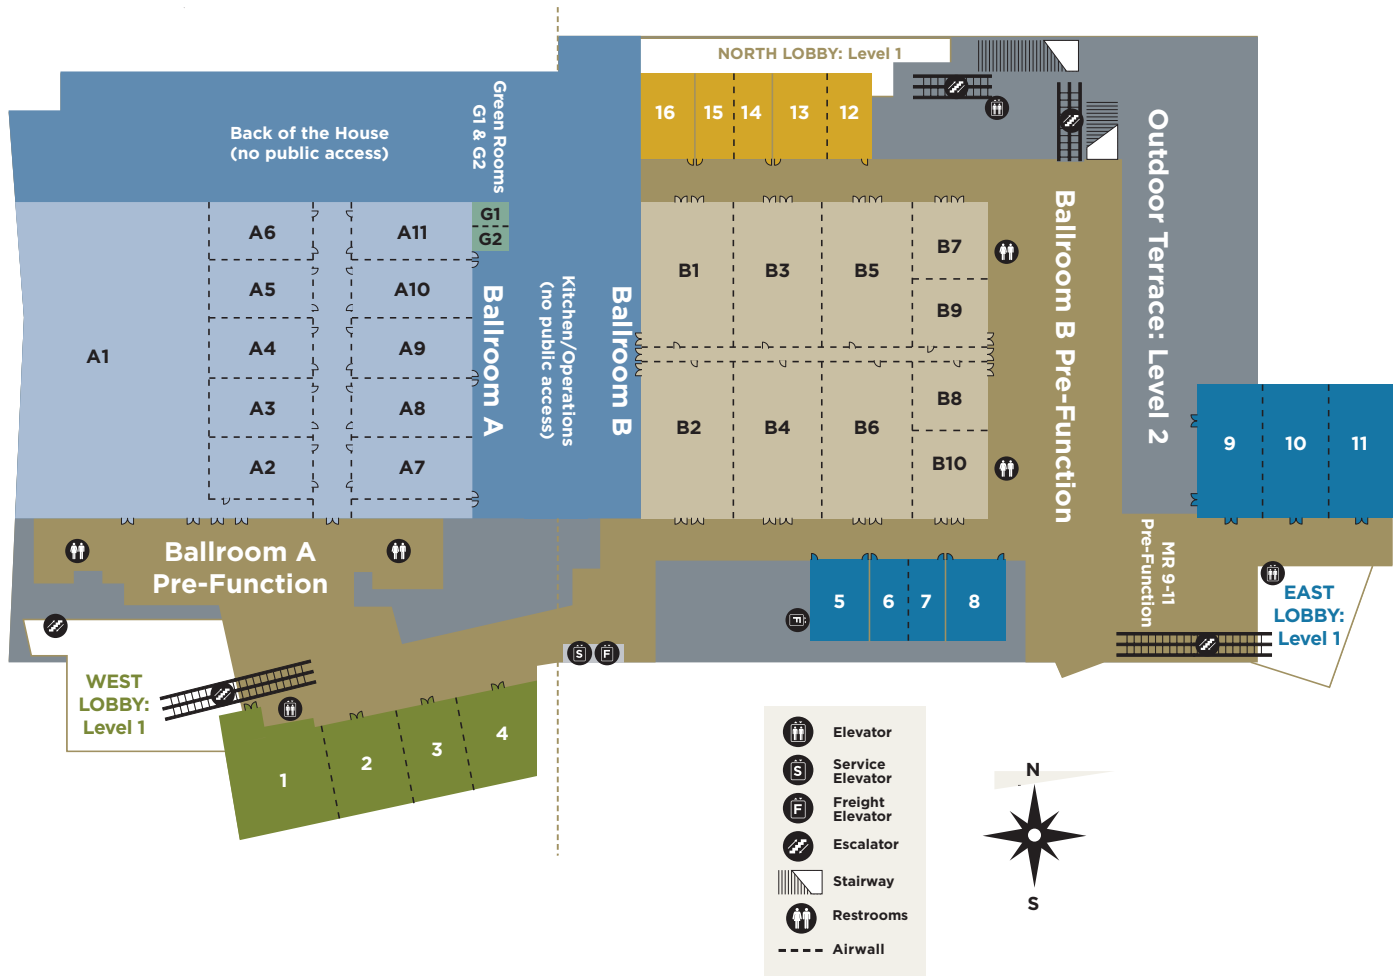 NORTH LOBBY: Level 1
16
15
14
13
12
Back of the House
(no public access)
Green Rooms
G1 & G2
G1
G2
A1
A6
A5
A4
A3
A2
A11
A10
A9
A8
A7
Ballroom A
Kitchen/Operations
(no public access)
Ballroom B
B1
B3
B5
B7
B9
B2
B4
B6
B8
B10
Ballroom B Pre-Function
Outdoor Terrace: Level 2
9
10
11
Ballroom A
Pre-Function
MR 9-11
Pre-Function
EAST
LOBBY:
Level 1
5
6
7
8
F
S
F
WEST
LOBBY:
Level 1
1
2
3
4
Elevator
S
Service
Elevator
F
Freight
Elevator
Escalator
Stairway
Restrooms
Airwall
N
S